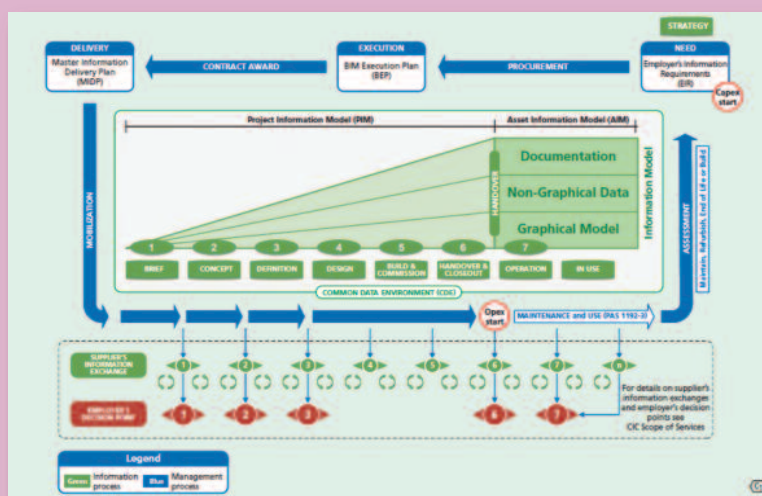 STRATEGY
DELIVERY
Master Information
Delivery Plan
(MIDP)
CONTRACT AWARD
EXECUTION
BIM Execution Plan
(BEP)
PROCUREMENT
NEED
Employer's Information
Requirements
(EIR)
Capex
start
Project Information Model (PIM)
Asset Information Model (AIM)
Documentation
Non-Graphical Data
Graphical Model
HANDOVER
Information Model
MOBILIZATION
ASSESSMENT
Maintain, Refurbish, End of Life or Build
1
2
3
4
5
6
7
BRIEF
CONCEPT
DEFINITION
DESIGN
BUILD &
COMMISSION
HANDOVER &
CLOSEOUT
OPERATION
IN USE
COMMON DATA ENVIRONMENT (CDE)
Opex
start
MAINTENANCE and USE (PAS 1192-3)
SUPPLIER'S
INFORMATION
EXCHANGE
1
2
3
4
5
6
7
n
For details on supplier's
information exchanges
and employer's decision
points see
CIC Scope of Services
EMPLOYER'S
DECISION POINT
1
2
3
6
7
Legend
Green
Information
process
Blue
Management
process